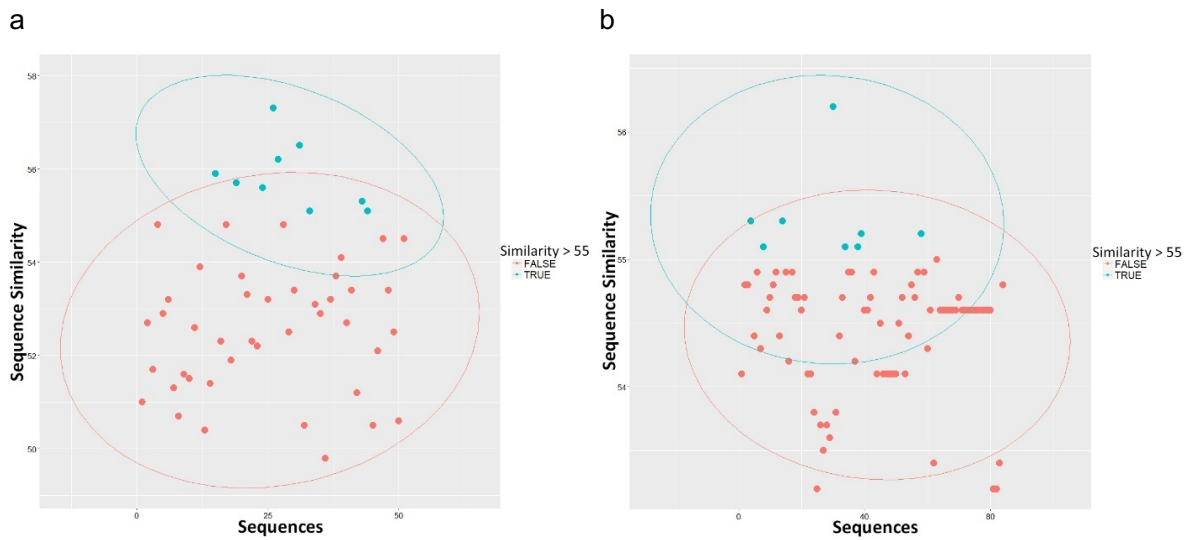 a
58
56
54
52
50
0
25
50
Sequence Similarity
Sequences
Similarity > 55
FALSE
TRUE
b
56
55
54
0
40
80
Sequence Similarity
Sequences
Similarity > 55
FALSE
TRUE